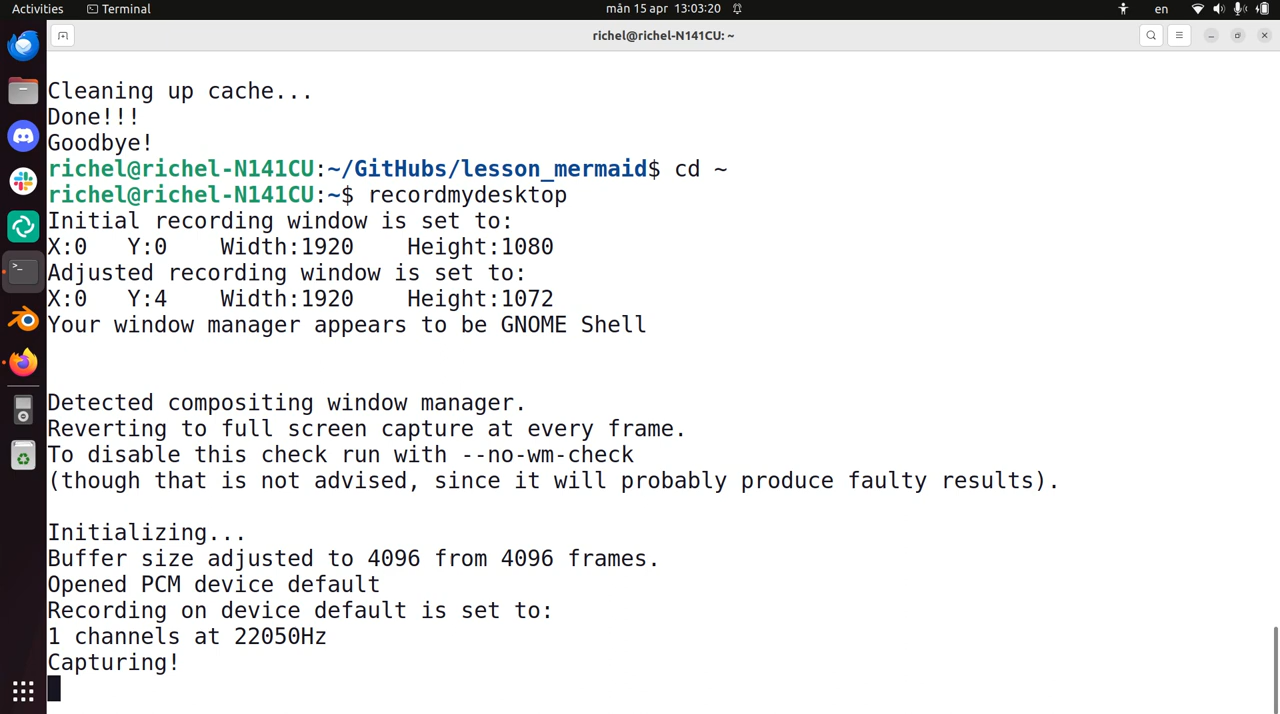 Activities Terminal mån 15 apr 13:03:20 en
richel@richel-N141CU: ~
Cleaning up cache...
Done!!!
Goodbye!
richel@richel-N141CU:~/GitHubs/lesson_mermaid$ cd ~
richel@richel-N141CU:~$ recordmydesktop
Initial recording window is set to:
X:0   Y:0    Width:1920    Height:1080
Adjusted recording window is set to:
X:0   Y:4    Width:1920    Height:1072
Your window manager appears to be GNOME Shell
Detected compositing window manager.
Reverting to full screen capture at every frame.
To disable this check run with --no-wm-check
(though that is not advised, since it will probably produce faulty results).
Initializing...
Buffer size adjusted to 4096 from 4096 frames.
Opened PCM device default
Recording on device default is set to:
1 channels at 22050Hz
Capturing!